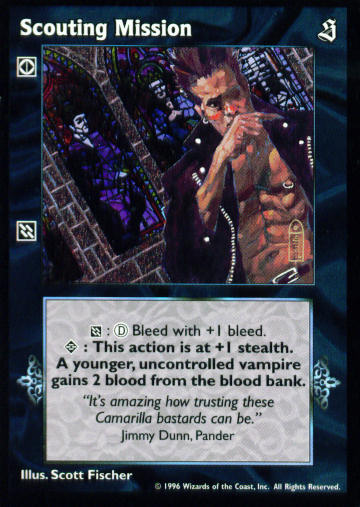 Scouting Mission
: D Bleed with +1 bleed.
: This action is at +1 stealth.
A younger, uncontrolled vampire
gains 2 blood from the blood bank.
“It’s amazing how trusting these
Camarilla bastards can be.”
Jimmy Dunn, Pander
Illus. Scott Fischer
© 1996 Wizards of the Coast, Inc. All Rights Reserved.